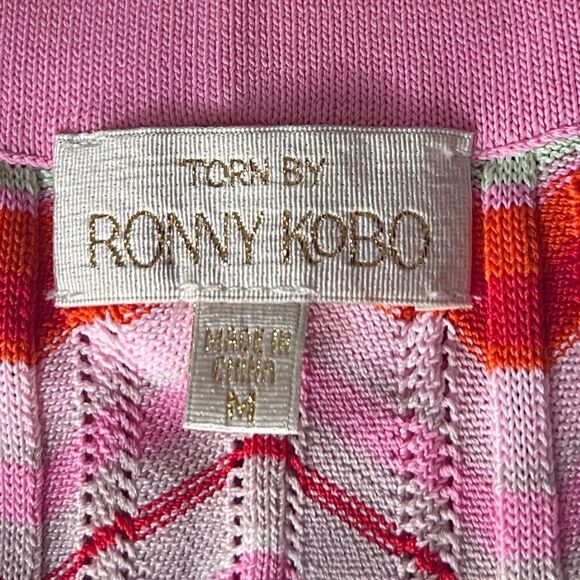 TORN BY
RONNY KOBO
MADE IN
CHINA
M